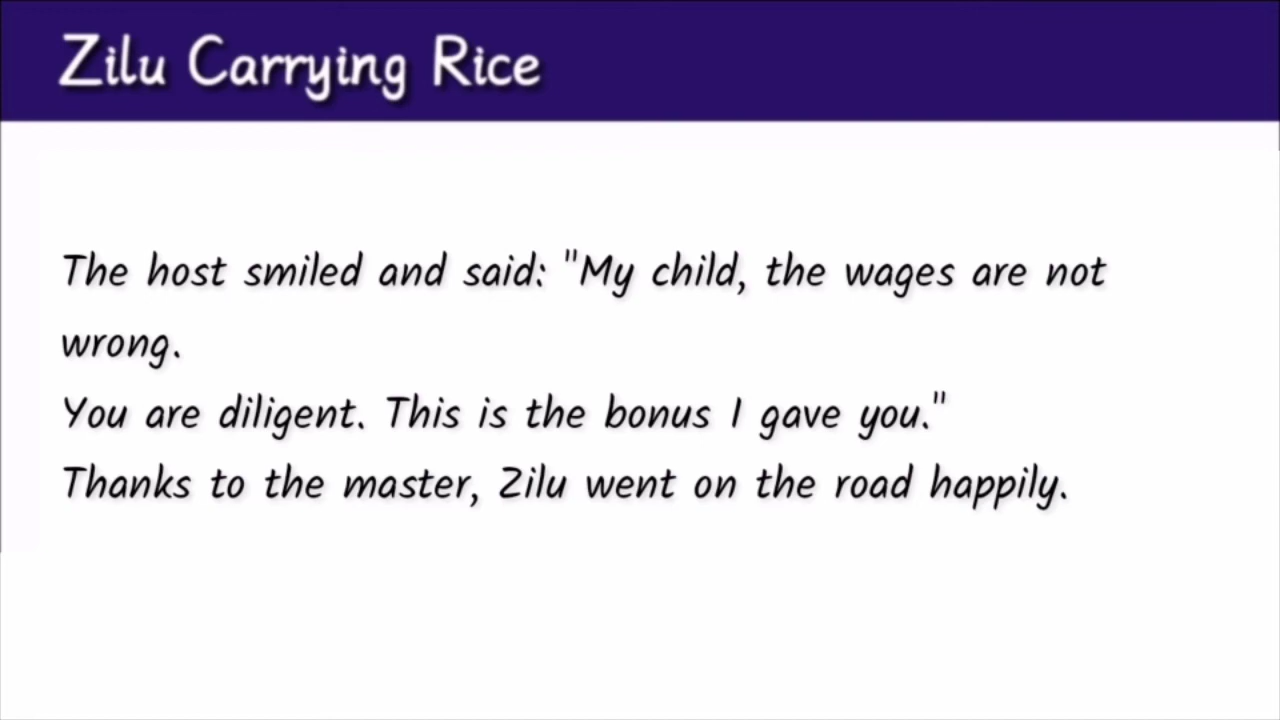 Zilu Carrying Rice
The host smiled and said: "My child, the wages are not
wrong.
You are diligent. This is the bonus I gave you."
Thanks to the master, Zilu went on the road happily.